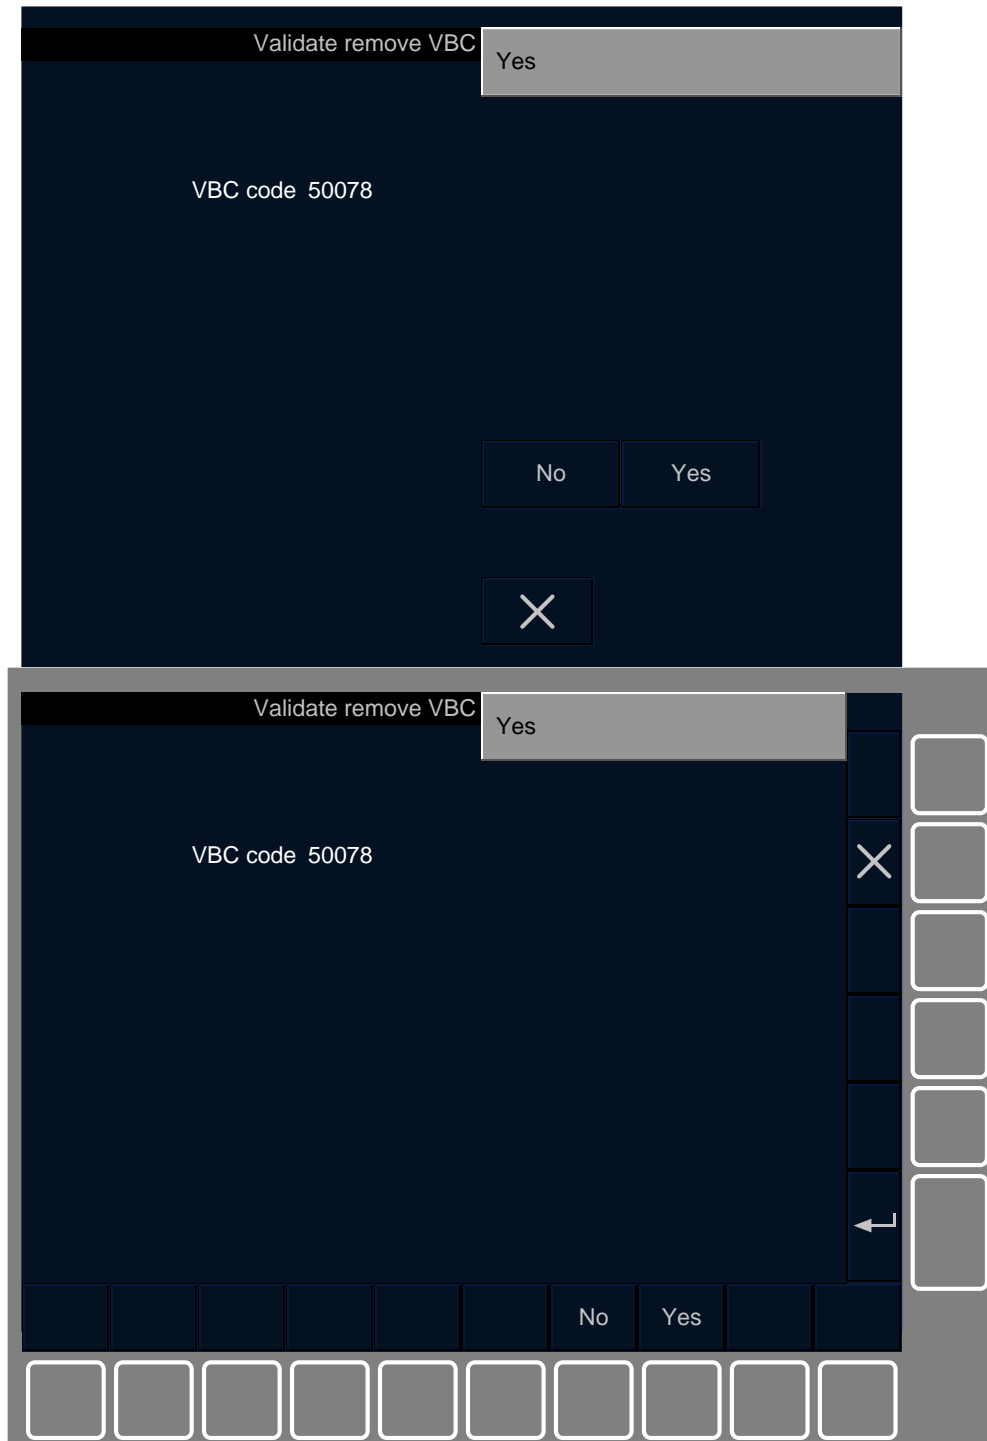 Validate remove VBC Yes
VBC code 50078
No Yes
Validate remove VBC Yes
VBC code 50078
No Yes